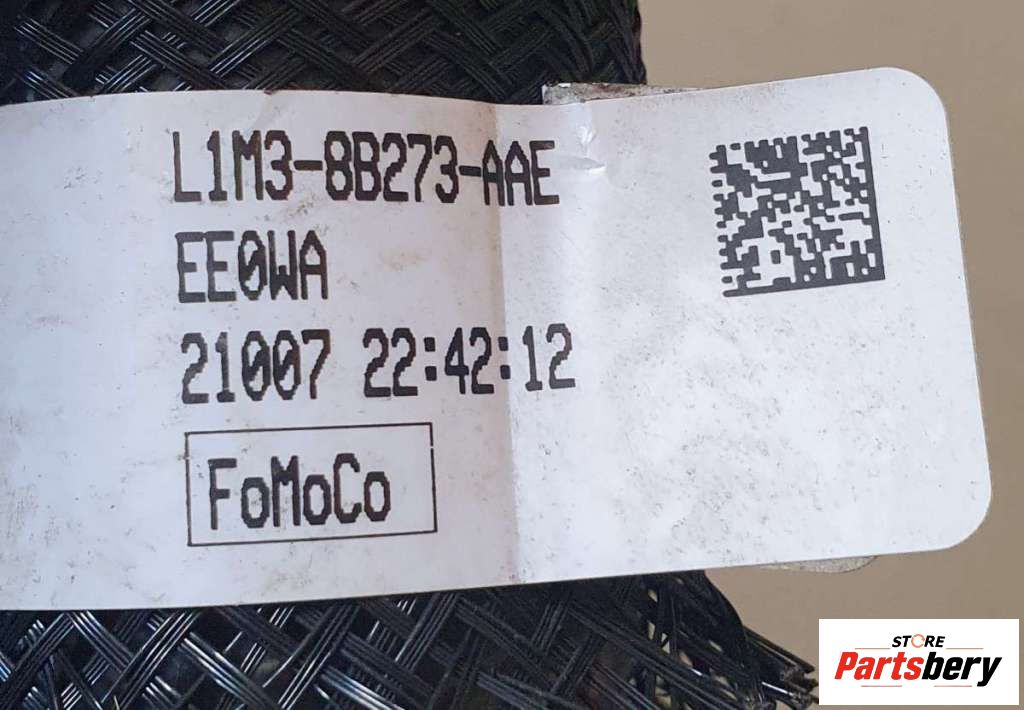 L1M3-8B273-AAE
EE0WA
21007 22:42:12
FoMoCo
STORE
Partsbery